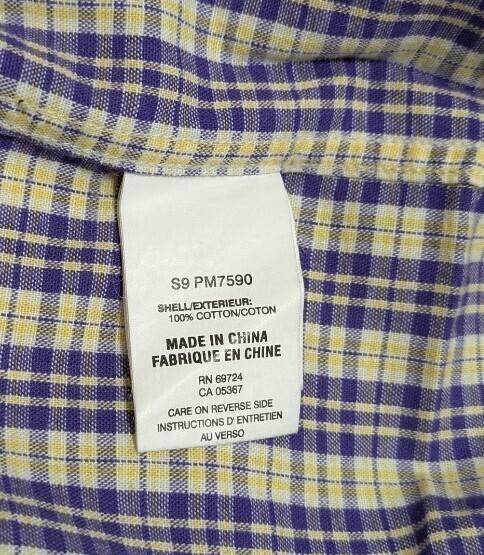 S9 PM7590
SHELL/EXTERIEUR:
100% COTTON/COTON
MADE IN CHINA
FABRIQUE EN CHINE
RN 69724
CA 05367
CARE ON REVERSE SIDE
INSTRUCTIONS D' ENTRETIEN
AU VERSO